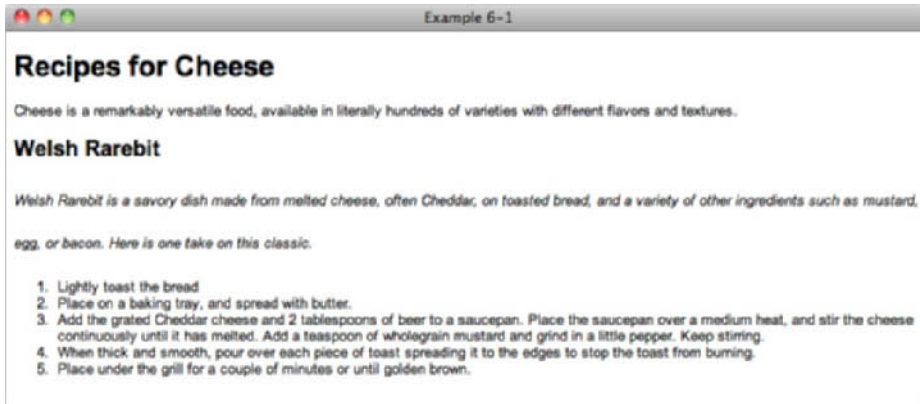 Example 6-1
Recipes for Cheese
Cheese is a remarkably versatile food, available in literally hundreds of varieties with different flavors and textures.
Welsh Rarebit
Welsh Rarebit is a savory dish made from melted cheese, often Cheddar, on toasted bread, and a variety of other ingredients such as mustard,
egg, or bacon. Here is one take on this classic.
1. Lightly toast the bread
2. Place on a baking tray, and spread with butter.
3. Add the grated Cheddar cheese and 2 tablespoons of beer to a saucepan. Place the saucepan over a medium heat, and stir the cheese
continuously until it has melted. Add a teaspoon of wholegrain mustard and grind in a little pepper. Keep stirring.
4. When thick and smooth, pour over each piece of toast spreading it to the edges to stop the toast from burning.
5. Place under the grill for a couple of minutes or until golden brown.